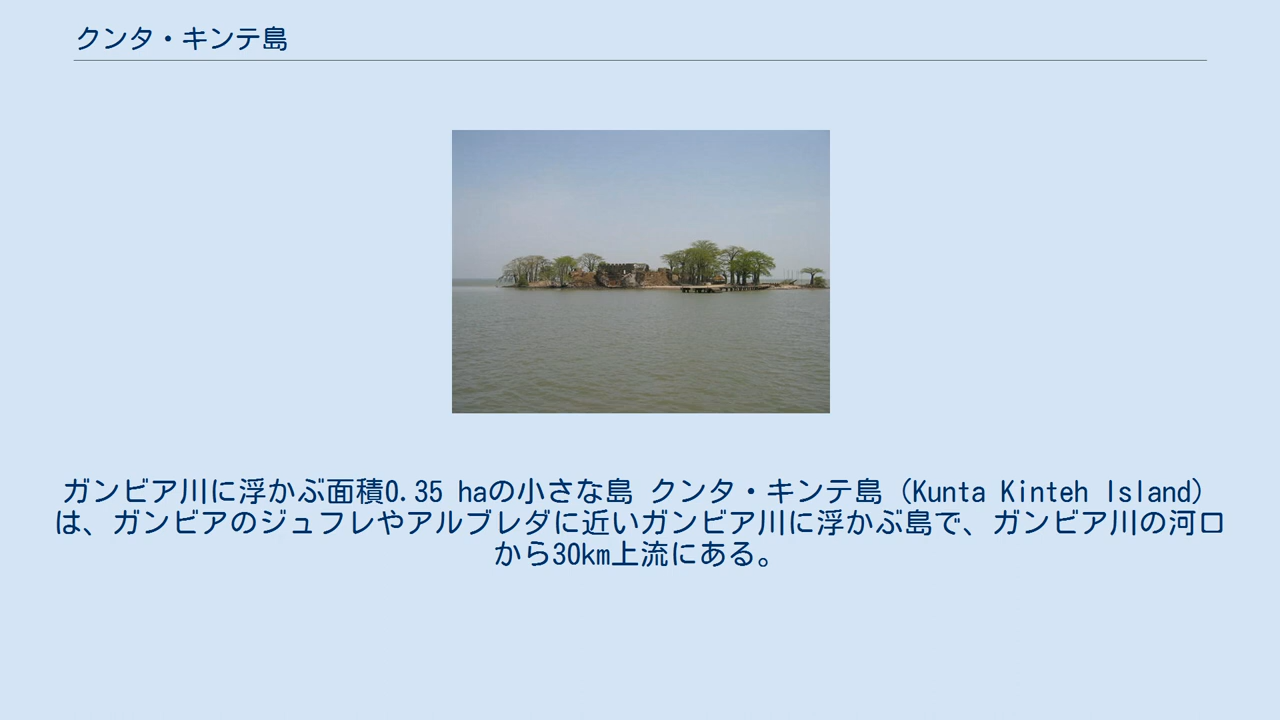 クンタ・キンテ島
ガンビア川に浮かぶ面積0.35 haの小さな島 クンタ・キンテ島（Kunta Kinteh Island）
は、ガンビアのジュフレやアルブレダに近いガンビア川に浮かぶ島で、ガンビア川の河口
から30km上流にある。